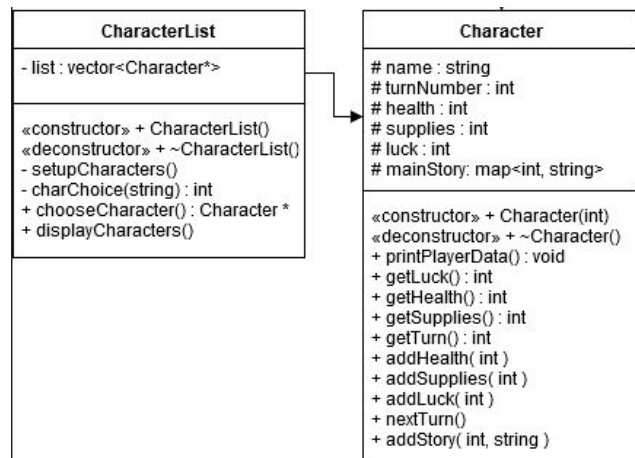 CharacterList
- list : vector<Character*>
«constructor» + CharacterList()
«deconstructor» + ~CharacterList()
- setupCharacters()
- charChoice(string) : int
+ chooseCharacter() : Character *
+ displayCharacters()
Character
# name : string
# turnNumber : int
# health : int
# supplies : int
# luck : int
# mainStory: map<int, string>
«constructor» + Character(int)
«deconstructor» + ~Character()
+ printPlayerData() : void
+ getLuck() : int
+ getHealth() : int
+ getSupplies() : int
+ getTurn() : int
+ addHealth( int )
+ addSupplies( int )
+ addLuck( int )
+ nextTurn()
+ addStory( int, string )